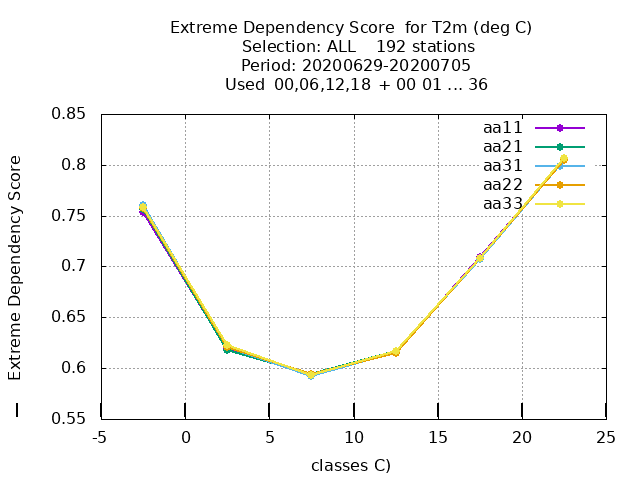 Extreme Dependency Score  for T2m (deg C)
Selection: ALL    192 stations
Period: 20200629-20200705
Used  00,06,12,18 + 00 01 ... 36
aa11
aa21
aa31
aa22
aa33
0.85
0.8
0.75
0.7
0.65
0.6
0.55
-5
0
5
10
15
20
25
classes C)
— Extreme Dependency Score